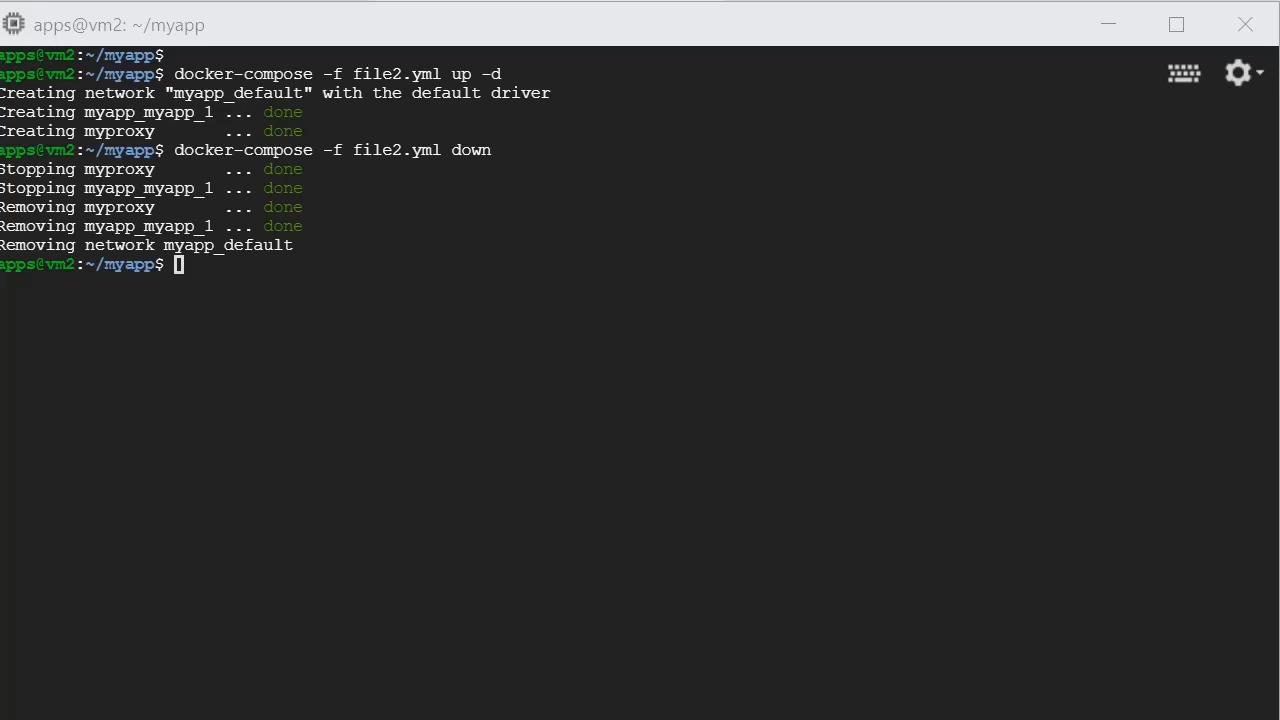 apps@vm2: ~/myapp
apps@vm2:~/myapp$
apps@vm2:~/myapp$ docker-compose -f file2.yml up -d
Creating network "myapp_default" with the default driver
Creating myapp_myapp_1 ... done
Creating myproxy       ... done
apps@vm2:~/myapp$ docker-compose -f file2.yml down
Stopping myproxy       ... done
Stopping myapp_myapp_1 ... done
Removing myproxy       ... done
Removing myapp_myapp_1 ... done
Removing network myapp_default
apps@vm2:~/myapp$